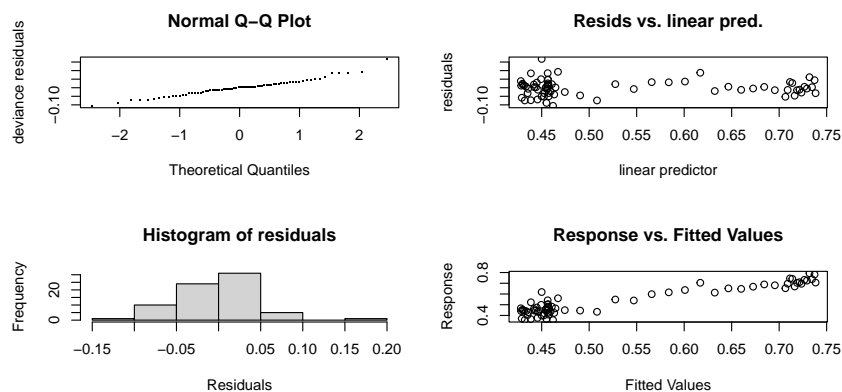 Normal Q−Q Plot
deviance residuals
−0.10
−2 −1 0 1 2
Theoretical Quantiles
Resids vs. linear pred.
residuals
−0.10
0.45 0.50 0.55 0.60 0.65 0.70 0.75
linear predictor
Histogram of residuals
Frequency
0 20
−0.15 −0.05 0.05 0.10 0.15 0.20
Residuals
Response vs. Fitted Values
Response
0.4 0.8
0.45 0.50 0.55 0.60 0.65 0.70 0.75
Fitted Values